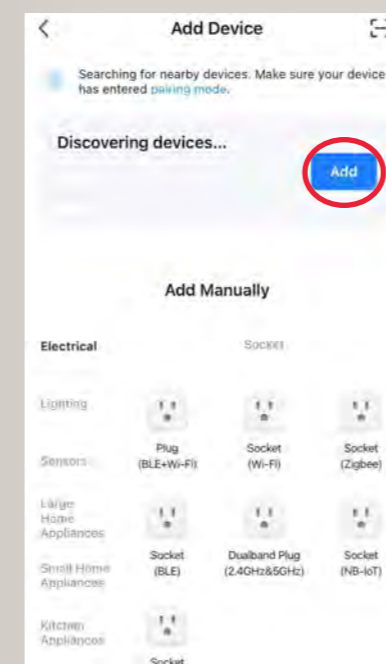 Add Device
Searching for nearby devices. Make sure your device
has entered pairing mode.
Discovering devices...
Add
Add Manually
Electrical
Socket
Lighting
Plug
(BLE+Wi-Fi)
Socket
(Wi-Fi)
Socket
(Zigbee)
Sensors
Large
Home
Appliances
Socket
(BLE)
Dualband Plug
(2.4GHz&5GHz)
Socket
(NB-IoT)
Small Home
Appliances
Kitchen
Appliances
Socket